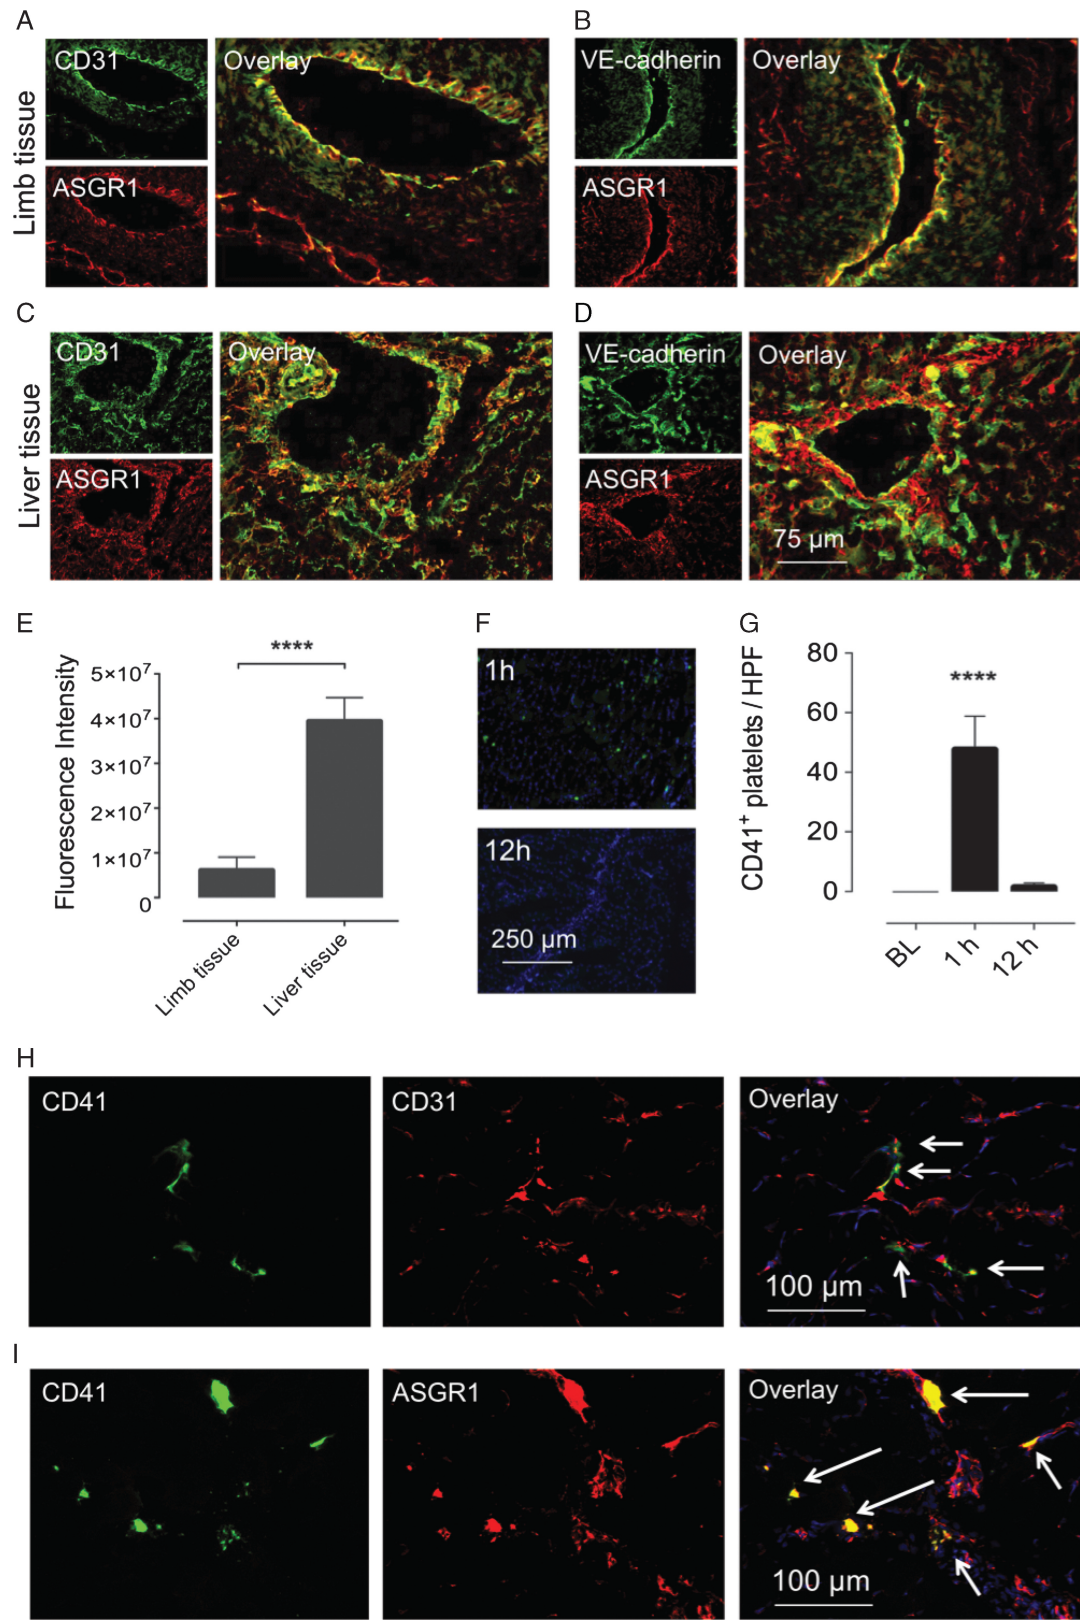 A
B
Limb tissue
CD31
Overlay
VE-cadherin
Overlay
ASGR1
ASGR1
C
D
Liver tissue
CD31
Overlay
VE-cadherin
Overlay
ASGR1
ASGR1
75 µm
E
F
G
Fluorescence Intensity
****
5×10⁷
4×10⁷
3×10⁷
2×10⁷
1×10⁷
0
Limb tissue
Liver tissue
1h
12h
250 µm
CD41⁺ platelets / HPF
80
60
40
20
0
****
BL
1 h
12 h
H
CD41
CD31
Overlay
100 µm
I
CD41
ASGR1
Overlay
100 µm